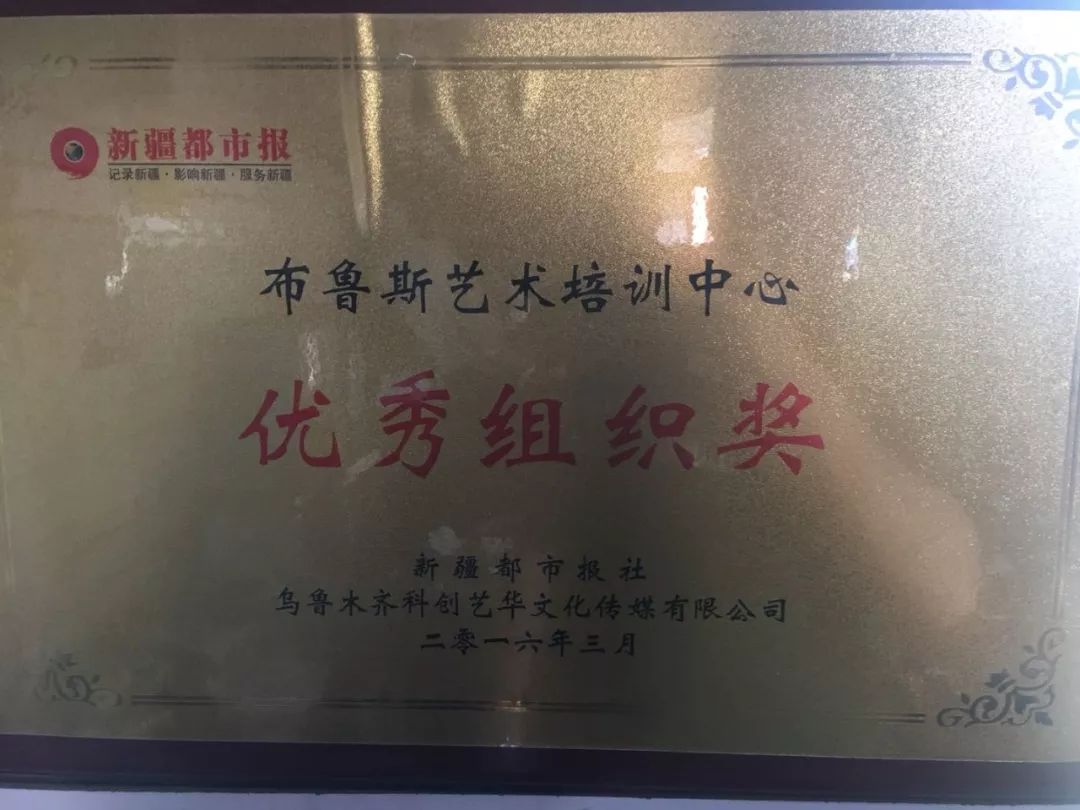 新疆都市报
记录新疆·影响新疆·服务新疆
布鲁斯艺术培训中心
优秀组织奖
新疆都市报社
乌鲁木齐科创艺华文化传媒有限公司
二零一六年三月